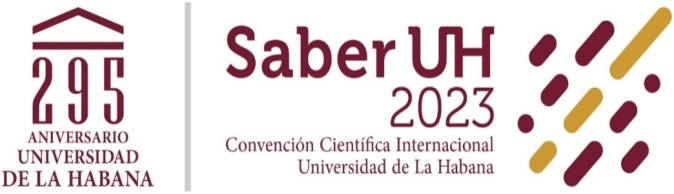 295
ANIVERSARIO
UNIVERSIDAD
DE LA HABANA
Saber UH
2023
Convención Científica Internacional
Universidad de La Habana